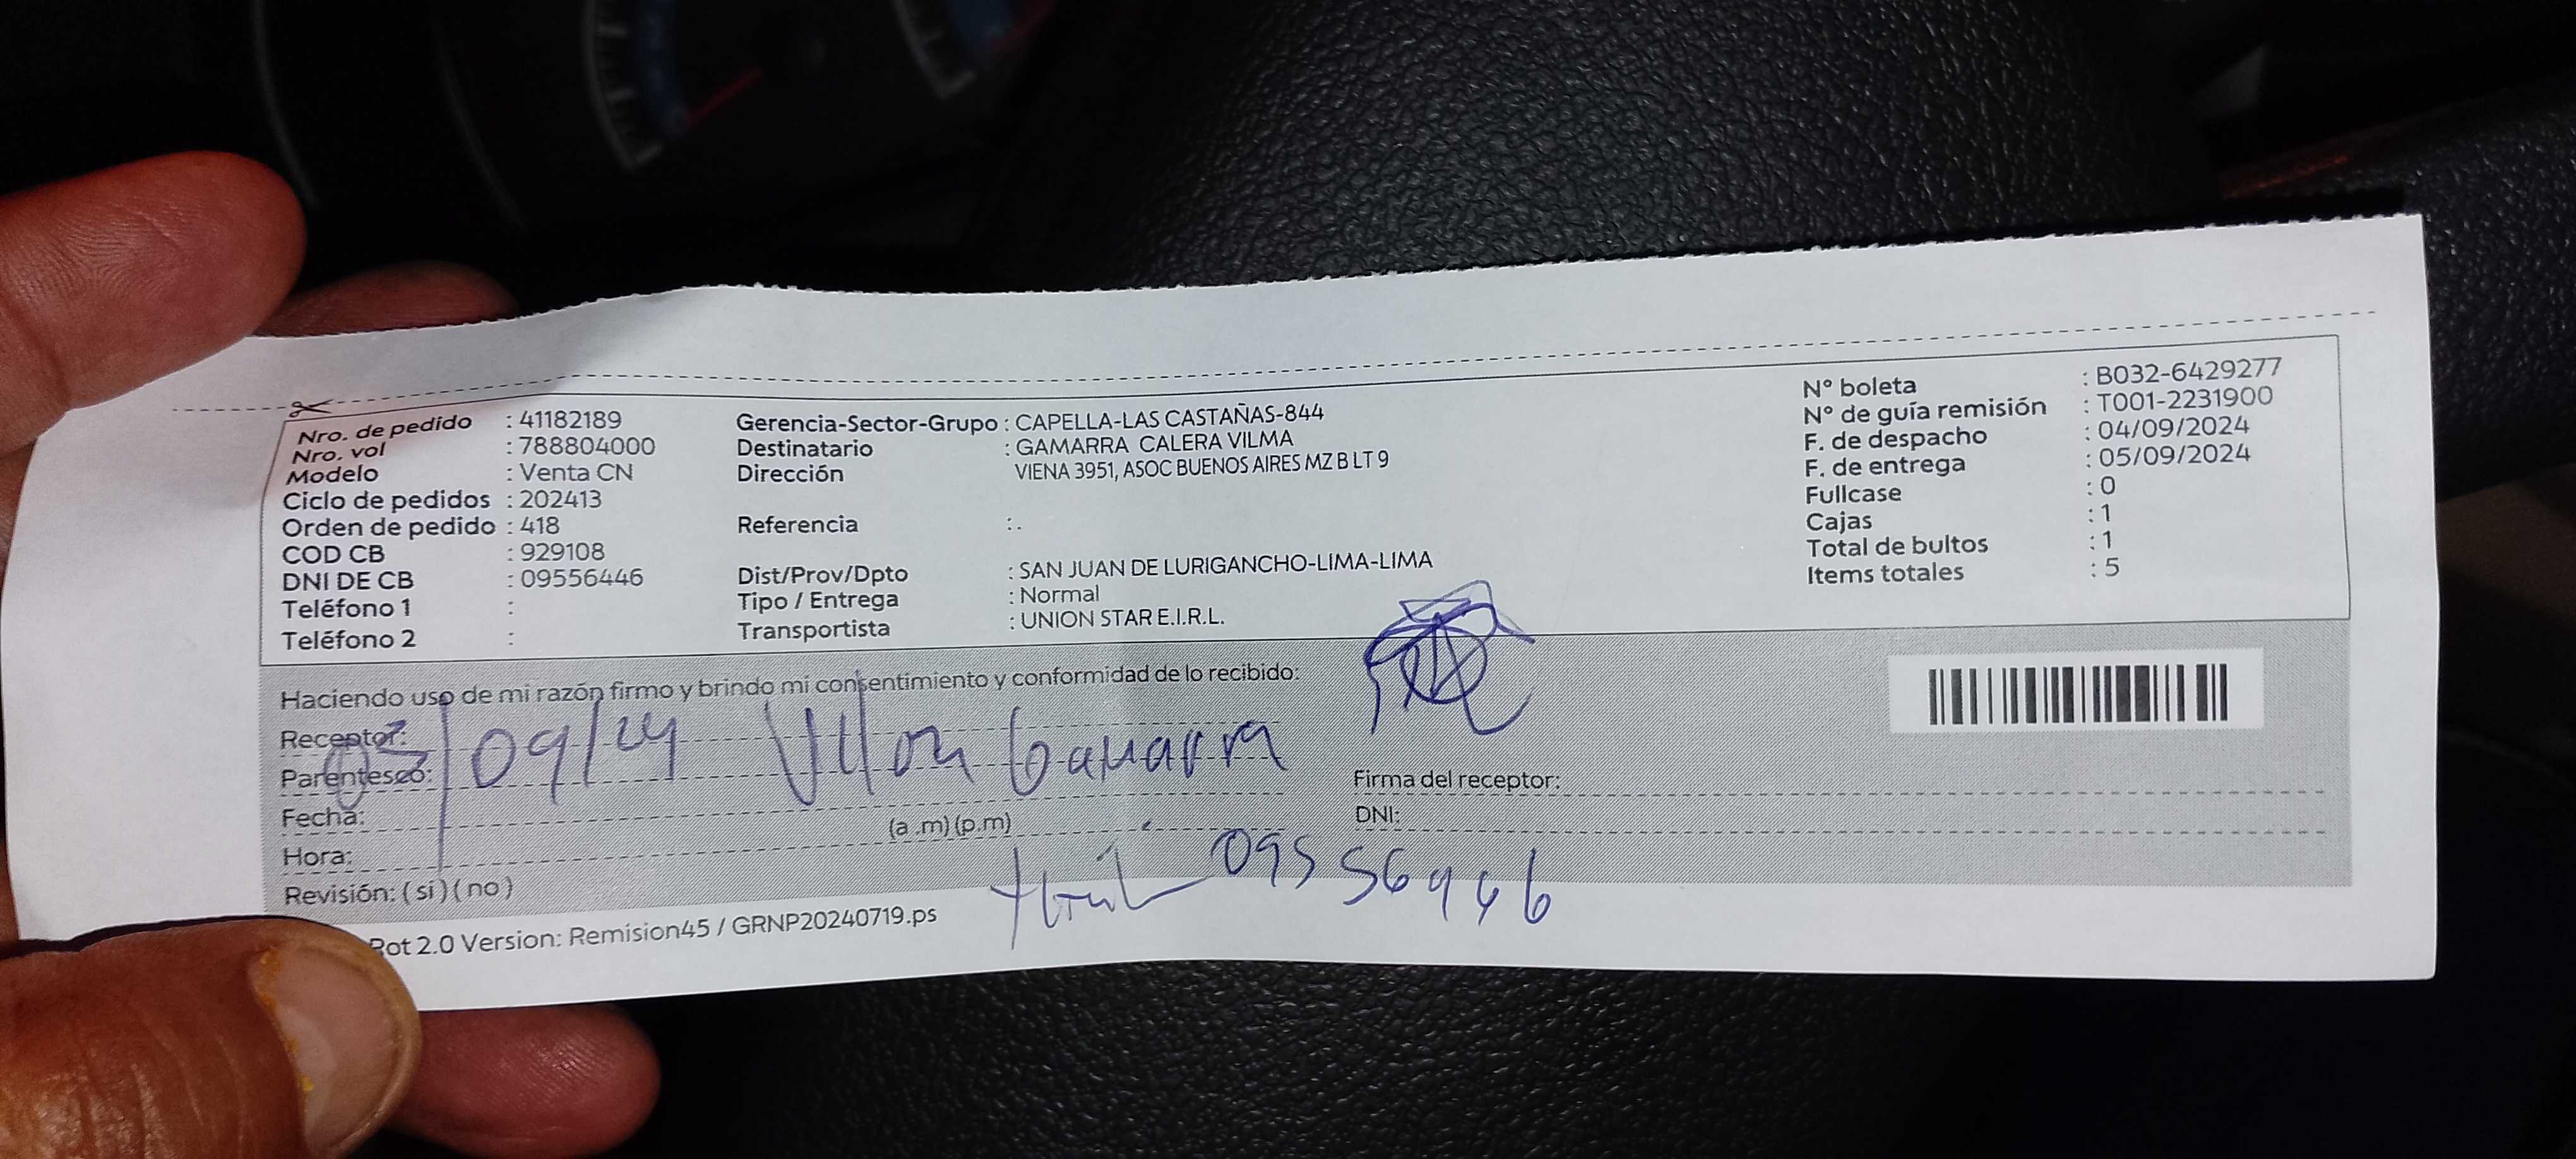 Nro. de pedido : 41182189
Nro. vol : 788804000
Modelo : Venta CN
Ciclo de pedidos : 202413
Orden de pedido : 418
COD CB : 929108
DNI DE CB : 09556446
Teléfono 1 :
Teléfono 2 :
Gerencia-Sector-Grupo : CAPELLA-LAS CASTAÑAS-844
Destinatario : GAMARRA CALERA VILMA
Dirección VIENA 3951, ASOC BUENOS AIRES MZ B LT 9
Referencia : .
Dist/Prov/Dpto : SAN JUAN DE LURIGANCHO-LIMA-LIMA
Tipo / Entrega : Normal
Transportista : UNION STAR E.I.R.L.
N° boleta : B032-6429277
N° de guía remisión : T001-2231900
F. de despacho : 04/09/2024
F. de entrega : 05/09/2024
Fullcase : 0
Cajas : 1
Total de bultos : 1
Items totales : 5
Haciendo uso de mi razón firmo y brindo mi consentimiento y conformidad de lo recibido:
Receptor:
05/09/24 Gamarra
Parentesco:
Firma del receptor:
Fecha:
(a .m) (p.m)
DNI:
Hora:
09556446
Revisión: ( si ) ( no )
Rot 2.0 Version: Remision45 / GRNP20240719.ps